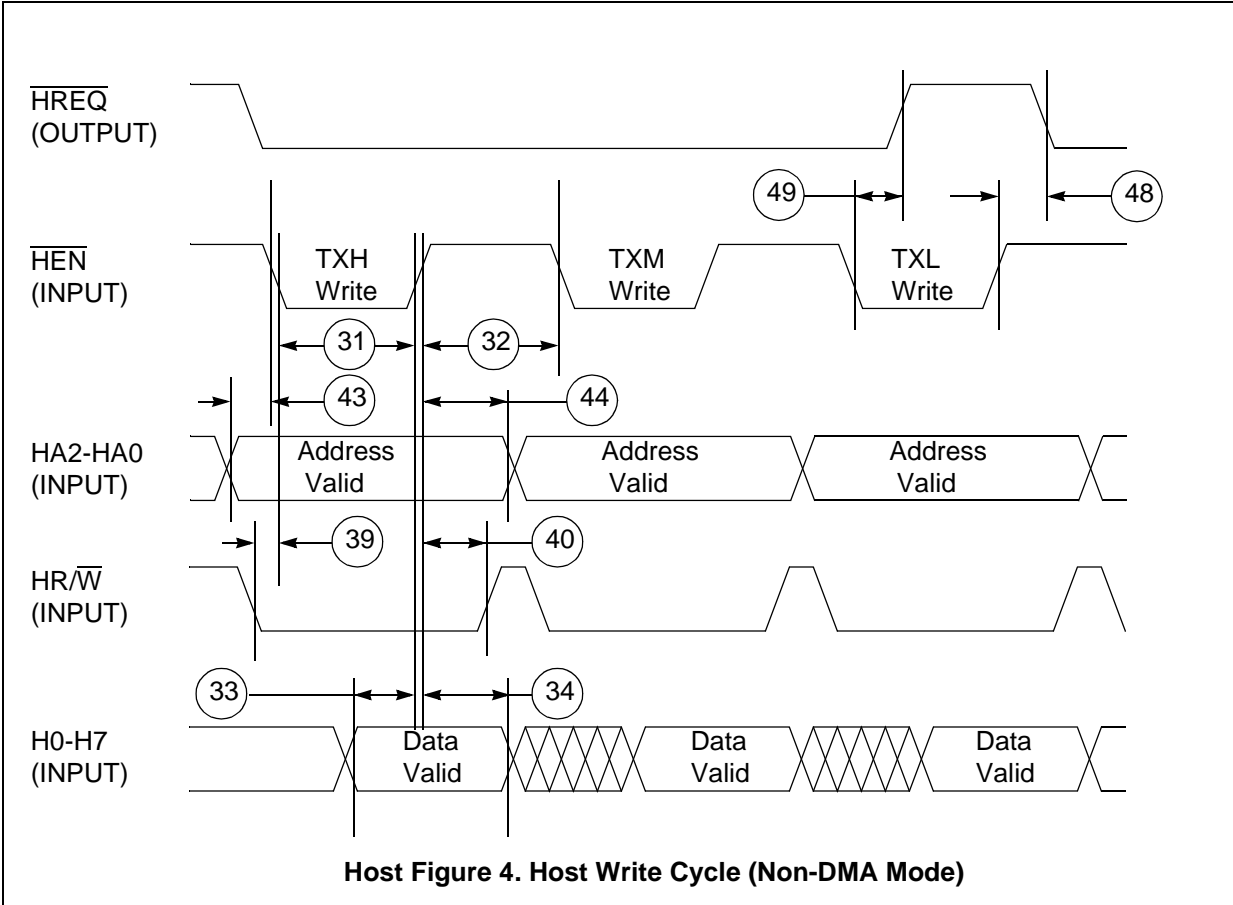 HREQ
(OUTPUT)
49
48
HEN
(INPUT)
TXH
Write
TXM
Write
TXL
Write
31
32
43
44
HA2-HA0
(INPUT)
Address
Valid
Address
Valid
Address
Valid
39
40
HR/W
(INPUT)
33
34
H0-H7
(INPUT)
Data
Valid
Data
Valid
Data
Valid
Host Figure 4. Host Write Cycle (Non-DMA Mode)